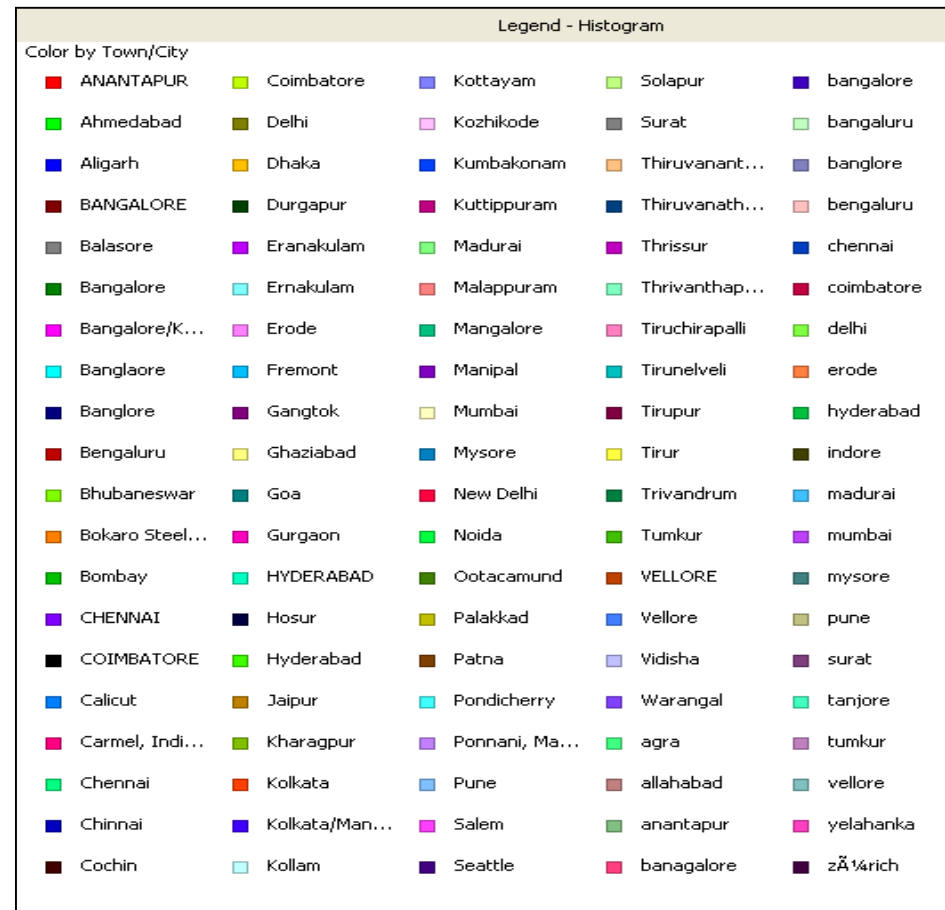 Legend - Histogram
Color by Town/City
ANANTAPUR Coimbatore Kottayam Solapur bangalore
Ahmedabad Delhi Kozhikode Surat bangaluru
Aligarh Dhaka Kumbakonam Thiruvanant... banglore
BANGALORE Durgapur Kuttippuram Thiruvanath... bengaluru
Balasore Eranakulam Madurai Thrissur chennai
Bangalore Ernakulam Malappuram Thrivanthap... coimbatore
Bangalore/K... Erode Mangalore Tiruchirapalli delhi
Banglaore Fremont Manipal Tirunelveli erode
Banglore Gangtok Mumbai Tirupur hyderabad
Bengaluru Ghaziabad Mysore Tirur indore
Bhubaneswar Goa New Delhi Trivandrum madurai
Bokaro Steel... Gurgaon Noida Tumkur mumbai
Bombay HYDERABAD Ootacamund VELLORE mysore
CHENNAI Hosur Palakkad Vellore pune
COIMBATORE Hyderabad Patna Vidisha surat
Calicut Jaipur Pondicherry Warangal tanjore
Carmel, Indi... Kharagpur Ponnani, Ma... agra tumkur
Chennai Kolkata Pune allahabad vellore
Chinnai Kolkata/Man... Salem anantapur yelahanka
Cochin Kollam Seattle banagalore zÃ¼rich